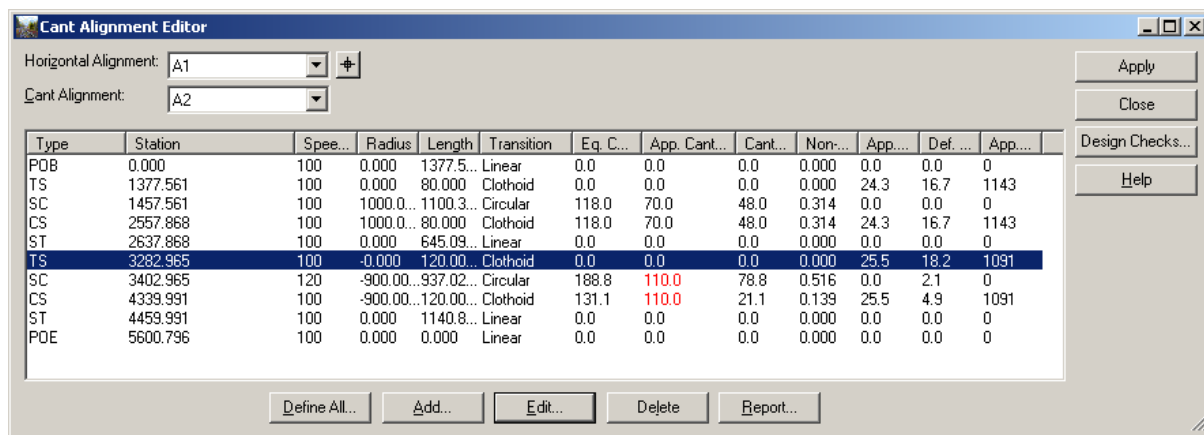 Cant Alignment Editor
Horizontal Alignment: A1
Cant Alignment: A2
Apply
Close
Design Checks...
Help
Type Station Spee... Radius Length Transition Eq. C... App. Cant... Cant... Non-... App.... Def. ... App....
POB 0.000 100 0.000 1377.5... Linear 0.0 0.0 0.0 0.000 0.0 0.0 0
TS 1377.561 100 0.000 80.000 Clothoid 0.0 0.0 0.0 0.000 24.3 16.7 1143
SC 1457.561 100 1000.0... 1100.3... Circular 118.0 70.0 48.0 0.314 0.0 0.0 0
CS 2557.868 100 1000.0... 80.000 Clothoid 118.0 70.0 48.0 0.314 24.3 16.7 1143
ST 2637.868 100 0.000 645.09... Linear 0.0 0.0 0.0 0.000 0.0 0.0 0
TS 3282.965 100 -0.000 120.00... Clothoid 0.0 0.0 0.0 0.000 25.5 18.2 1091
SC 3402.965 120 -900.00... 937.02... Circular 188.8 110.0 78.8 0.516 0.0 2.1 0
CS 4339.991 100 -900.00... 120.00... Clothoid 131.1 110.0 21.1 0.139 25.5 4.9 1091
ST 4459.991 100 0.000 1140.8... Linear 0.0 0.0 0.0 0.000 0.0 0.0 0
POE 5600.796 100 0.000 0.000 Linear 0.0 0.0 0.0 0.000 0.0 0.0 0
Define All... Add... Edit... Delete Report...